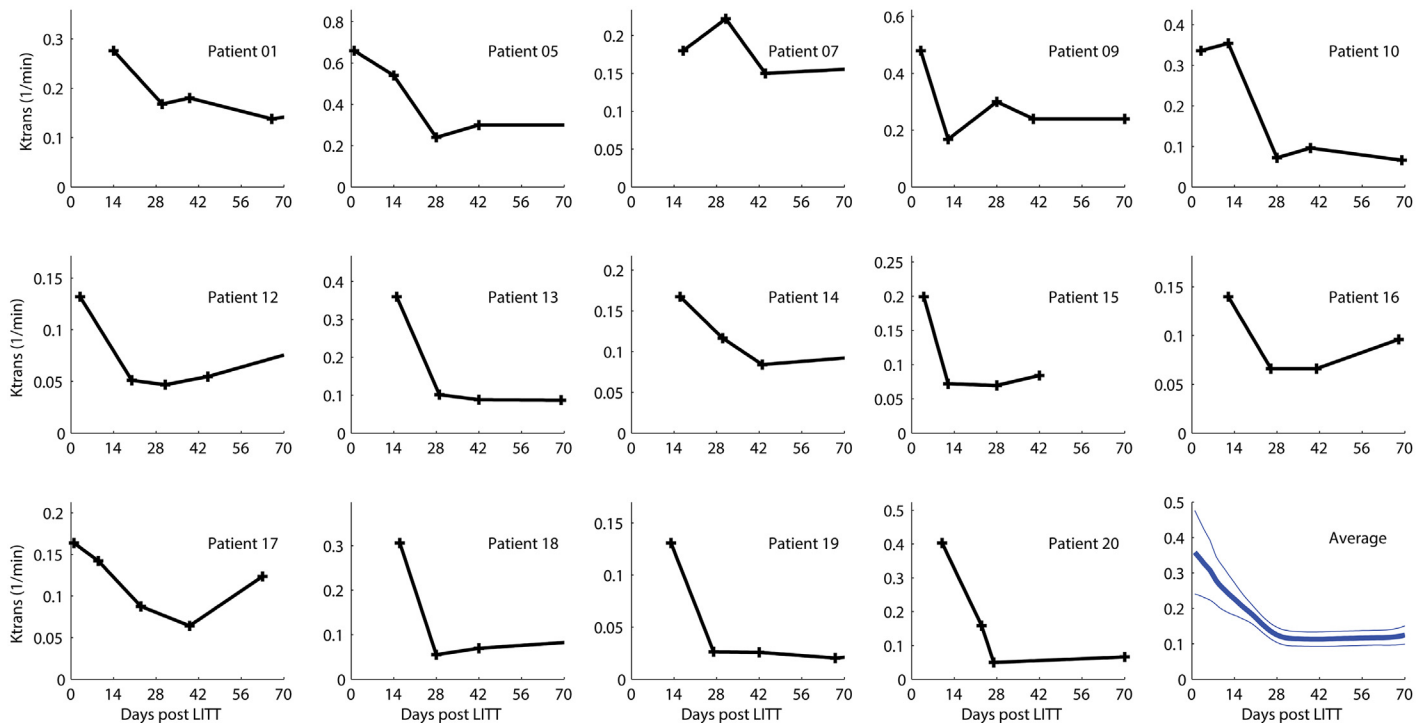 Ktrans (1/min)
Patient 01
0.3
0.2
0.1
0
0 14 28 42 56 70
Patient 05
0.8
0.6
0.4
0.2
0
0 14 28 42 56 70
Patient 07
0.2
0.15
0.1
0.05
0
0 14 28 42 56 70
Patient 09
0.6
0.4
0.2
0
0 14 28 42 56 70
Patient 10
0.4
0.3
0.2
0.1
0
0 14 28 42 56 70
Ktrans (1/min)
Patient 12
0.15
0.1
0.05
0
0 14 28 42 56 70
Patient 13
0.4
0.3
0.2
0.1
0
0 14 28 42 56 70
Patient 14
0.2
0.15
0.1
0.05
0
0 14 28 42 56 70
Patient 15
0.25
0.2
0.15
0.1
0.05
0
0 14 28 42 56 70
Patient 16
0.15
0.1
0.05
0
0 14 28 42 56 70
Ktrans (1/min)
Patient 17
0.2
0.15
0.1
0.05
0
0 14 28 42 56 70
Days post LITT
Patient 18
0.3
0.2
0.1
0
0 14 28 42 56 70
Days post LITT
Patient 19
0.15
0.1
0.05
0
0 14 28 42 56 70
Days post LITT
Patient 20
0.5
0.4
0.3
0.2
0.1
0
0 14 28 42 56 70
Days post LITT
Average
0.5
0.4
0.3
0.2
0.1
0
0 14 28 42 56 70
Days post LITT